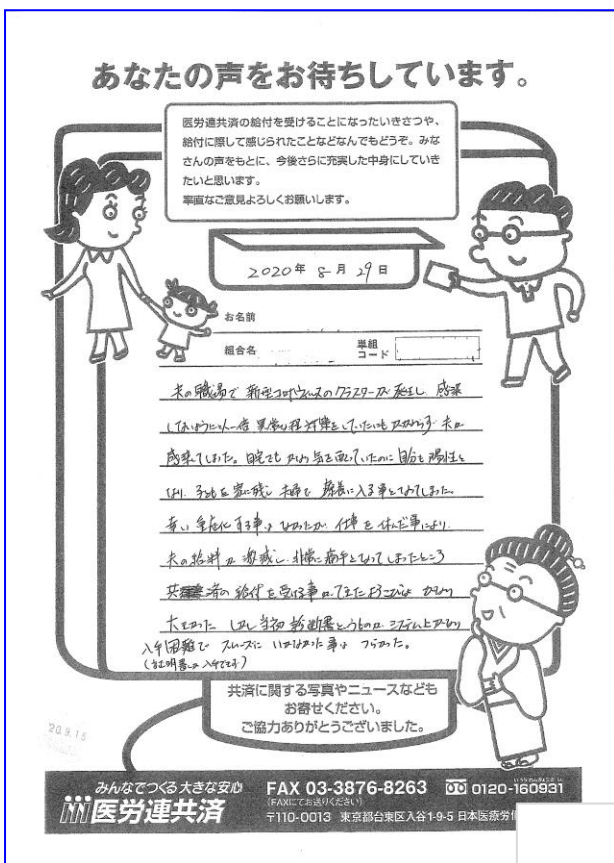 あなたの声をお待ちしています。
医労連共済の給付を受けることになったいきさつや、
給付に際して感じられたことなどなんでもどうぞ。みな
さんの声をもとに、今後さらに充実した中身にしていき
たいと思います。
率直なご意見よろしくお願いします。
2020年 8月 29日
お名前
組合名
単組
コード
夫の職場で 新型コロナウィルスのクラスターが発生し、感染
しないように 異常な程対策をしていたにもかかわらず 夫が
感染してしまった。自宅でもかなり気を配っていたのに 自分も陽性と
なり、子どもを家に残し 夫婦で 療養に入る事となってしまった。
幸い 重症化する事はなかったが 仕事を休んだ事により、
夫の給料が激減し、非常に痛手となってしまったところ
共済の給付を受ける事ができたよろこびは かなり
大きかった しかし当初 診断書というものが システム上かなり
入手困難で スムーズに いかなかった事は つらかった。
(証明書は 入手できず)
共済に関する写真やニュースなども
お寄せください。
ご協力ありがとうございました。
20.9.15
みんなでつくる大きな安心
医労連共済
FAX 03-3876-8263
0120-160931
(FAXにてお送りください)
〒110-0013 東京都台東区入谷1-9-5 日本医療労